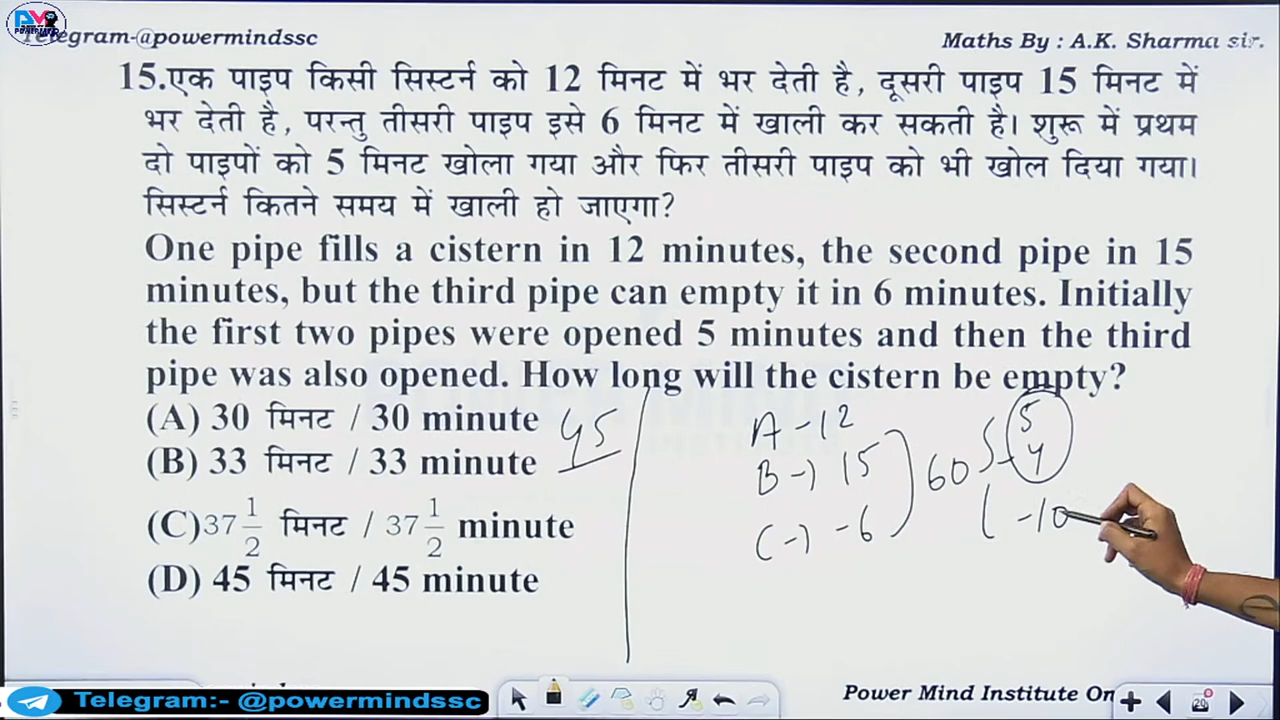 Telegram-@powermindssc
Maths By : A.K. Sharma sir.
15.एक पाइप किसी सिस्टर्न को 12 मिनट में भर देती है, दूसरी पाइप 15 मिनट में
भर देती है, परन्तु तीसरी पाइप इसे 6 मिनट में खाली कर सकती है। शुरू में प्रथम
दो पाइपों को 5 मिनट खोला गया और फिर तीसरी पाइप को भी खोल दिया गया।
सिस्टर्न कितने समय में खाली हो जाएगा?
One pipe fills a cistern in 12 minutes, the second pipe in 15
minutes, but the third pipe can empty it in 6 minutes. Initially
the first two pipes were opened 5 minutes and then the third
pipe was also opened. How long will the cistern be empty?
(A) 30 मिनट / 30 minute
(B) 33 मिनट / 33 minute
(C) 37 1/2 मिनट / 37 1/2 minute
(D) 45 मिनट / 45 minute
45
A - 12
B -) 15
C -) -6
60
5
4
-10
Telegram:- @powermindssc
Power Mind Institute On
20